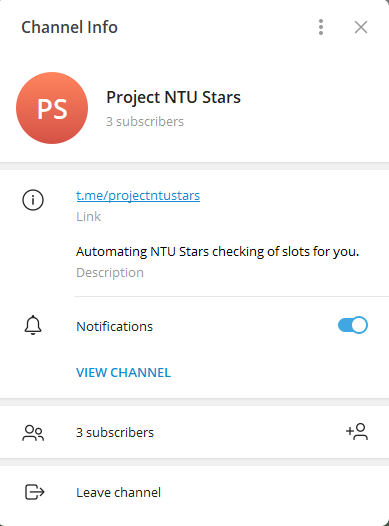 Channel Info
PS
Project NTU Stars
3 subscribers
t.me/projectntustars
Link
Automating NTU Stars checking of slots for you.
Description
Notifications
VIEW CHANNEL
3 subscribers
Leave channel